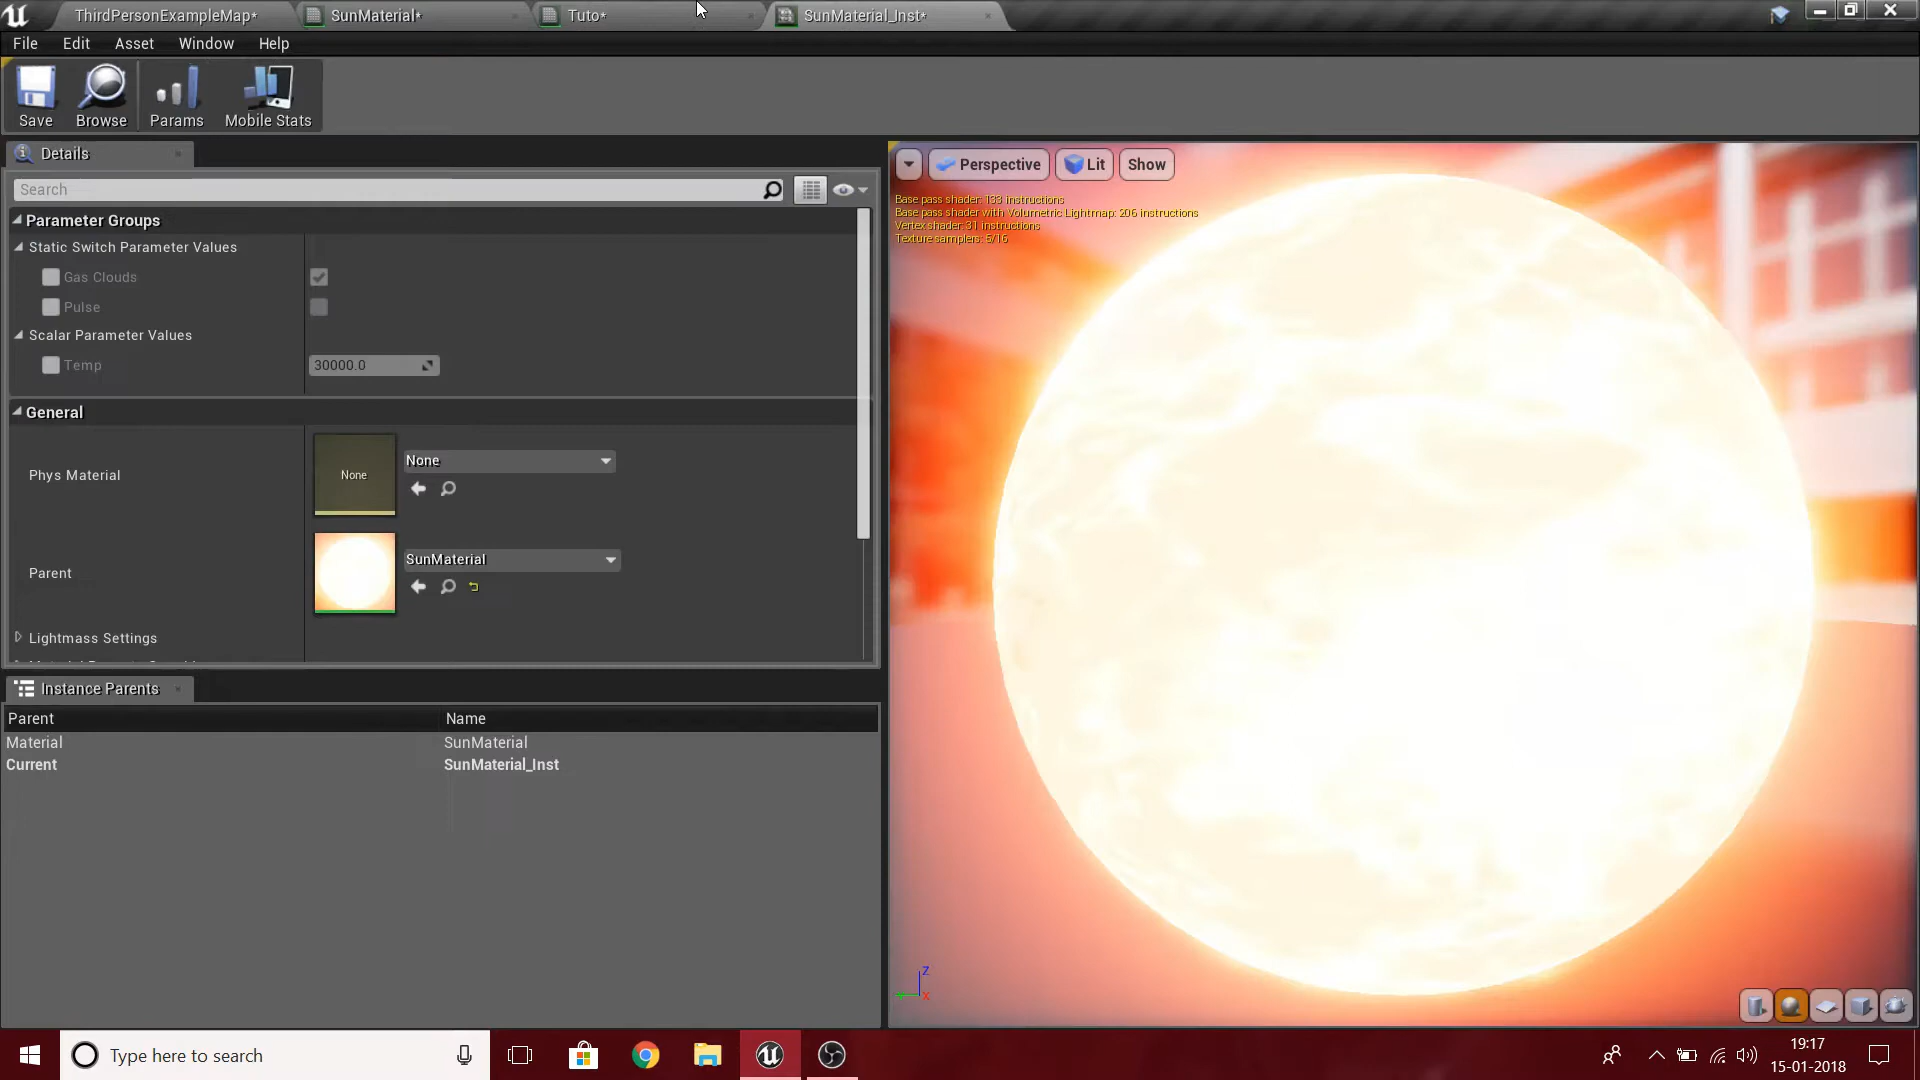 ThirdPersonExampleMap*
SunMaterial*
Tuto*
SunMaterial_Inst*
File Edit Asset Window Help
Save Browse Params Mobile Stats
Details
Search
Parameter Groups
Static Switch Parameter Values
Gas Clouds
Pulse
Scalar Parameter Values
Temp 30000.0
General
Phys Material None None
Parent SunMaterial
Lightmass Settings
Instance Parents
Parent Name
Material SunMaterial
Current SunMaterial_Inst
Perspective Lit Show
Base pass shader: 133 instructions
Base pass shader with Volumetric Lightmap: 206 instructions
Vertex shader: 31 instructions
Texture samplers: 5/16
Z
X
Type here to search
19:17
15-01-2018